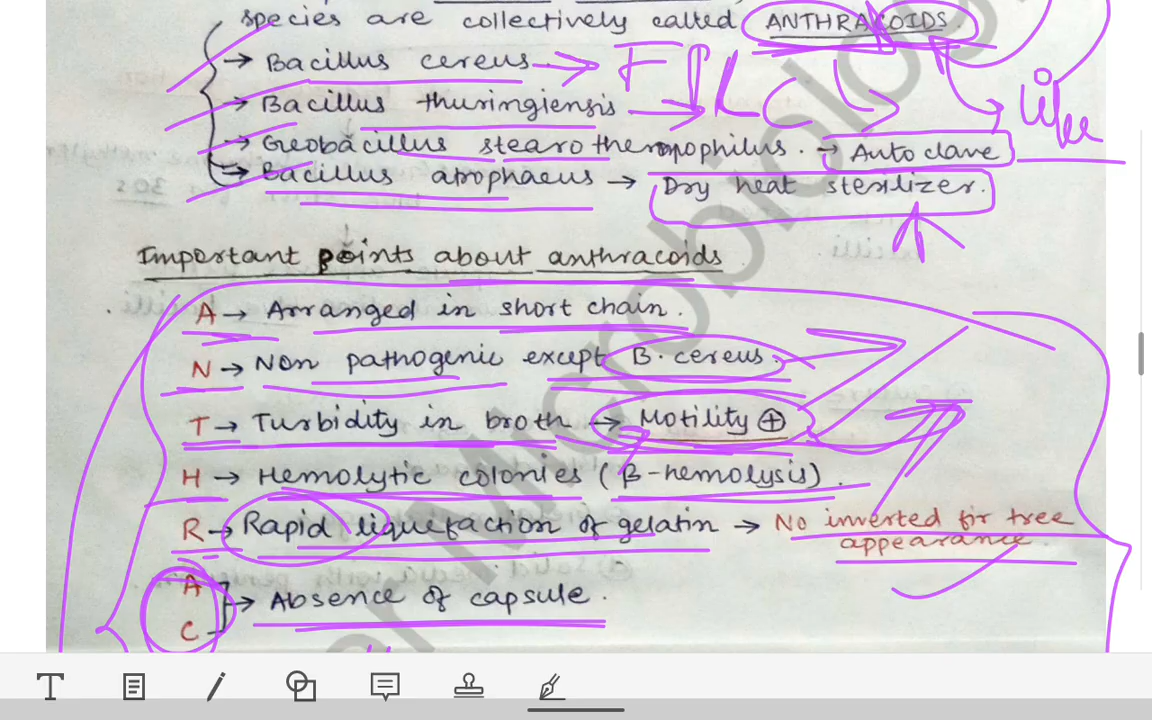 species are collectively called ANTHRACOIDS.
→ Bacillus cereus →
→ Bacillus thuringiensis →
→ Geobacillus stearothermophilus. → Autoclave
→ Bacillus atrophaeus → Dry heat sterilizer.
Important points about anthracoids
A → Arranged in short chain.
N → Non pathogenic except B. cereus.
T → Turbidity in broth → Motility ⊕
H → Hemolytic colonies (β-hemolysis).
R → Rapid liquefaction of gelatin → No inverted fir tree
appearance.
A
C → Absence of capsule.
Microbiolo
T